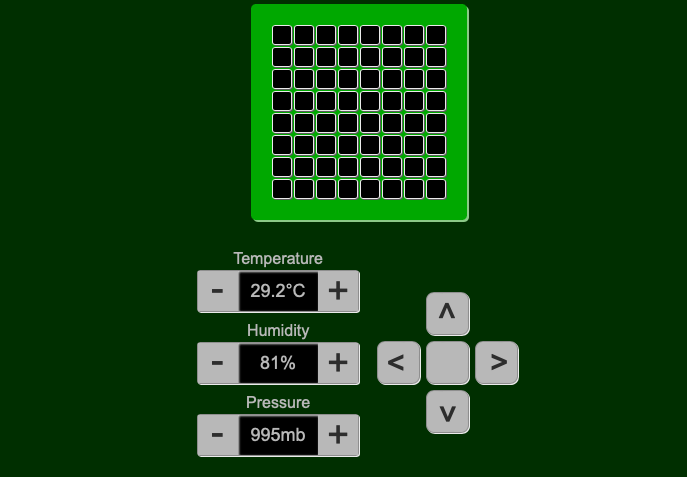 Temperature
- 29.2°C +
Humidity
- 81% +
Pressure
- 995mb +
^
< >
v